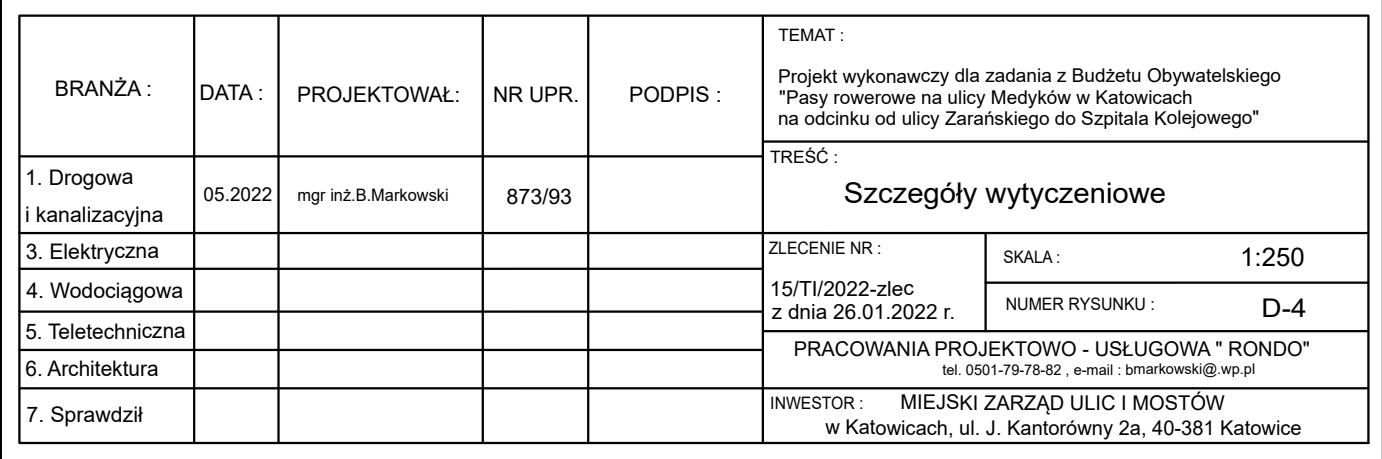 BRANŻA :
DATA :
PROJEKTOWAŁ:
NR UPR.
PODPIS :
1. Drogowa
i kanalizacyjna
05.2022
mgr inż.B.Markowski
873/93
3. Elektryczna
4. Wodociągowa
5. Teletechniczna
6. Architektura
7. Sprawdził
TEMAT :
Projekt wykonawczy dla zadania z Budżetu Obywatelskiego
"Pasy rowerowe na ulicy Medyków w Katowicach
na odcinku od ulicy Zarańskiego do Szpitala Kolejowego"
TREŚĆ :
Szczegóły wytyczeniowe
ZLECENIE NR :
15/TI/2022-zlec
z dnia 26.01.2022 r.
SKALA :
1:250
NUMER RYSUNKU :
D-4
PRACOWANIA PROJEKTOWO - USŁUGOWA " RONDO"
tel. 0501-79-78-82 , e-mail : bmarkowski@.wp.pl
INWESTOR : MIEJSKI ZARZĄD ULIC I MOSTÓW
w Katowicach, ul. J. Kantorówny 2a, 40-381 Katowice